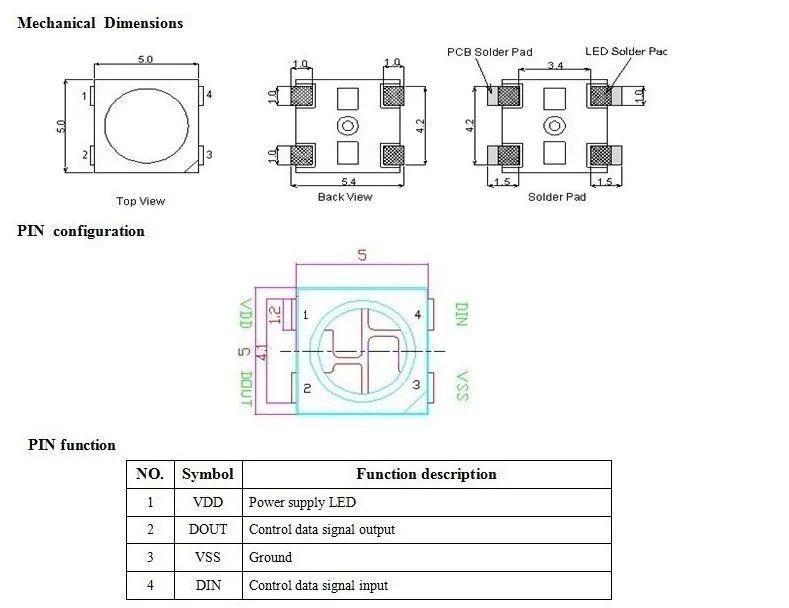 Mechanical Dimensions
PCB Solder Pad LED Solder Pac
5.0
1.0 1.0
3.4
1 4
5.0
2 3
1.0
1.0
4.2
4.2
1.0
5.4
1.5 1.5
Top View
Back View
Solder Pad
PIN configuration
5
VDD
1.2
1 4
DIN
5
4.1
DOUT
2 3
VSS
PIN function
NO. Symbol Function description
1 VDD Power supply LED
2 DOUT Control data signal output
3 VSS Ground
4 DIN Control data signal input